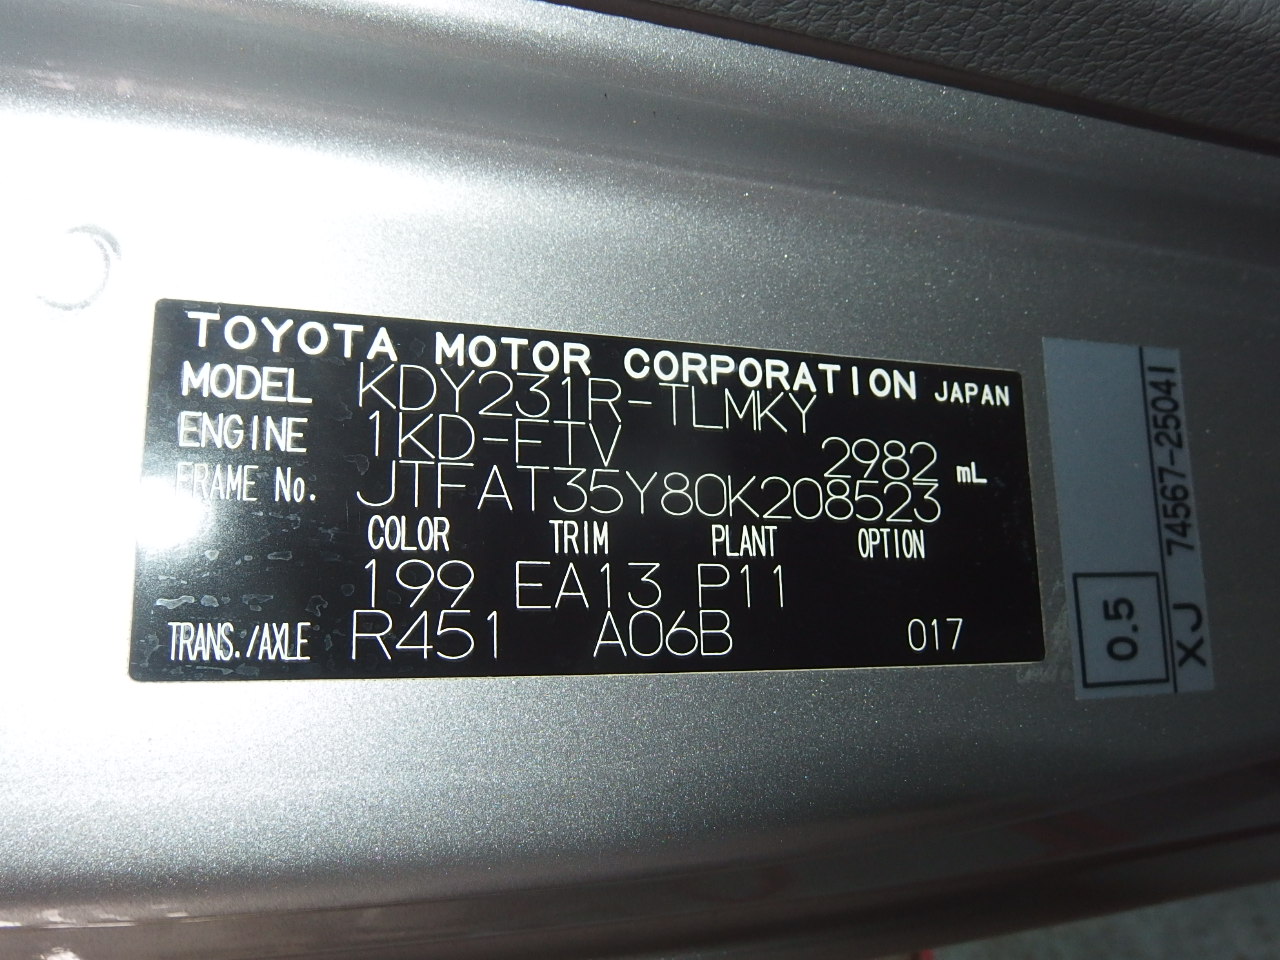 TOYOTA MOTOR CORPORATION JAPAN
MODEL KDY231R-TLMKY
ENGINE 1KD-FTV 2982 mL
FRAME No. JTFAT35Y80K208523
COLOR TRIM PLANT OPTION
199 EA13 P11
TRANS./AXLE R451 A06B 017
74567-25041
0.5 XJ